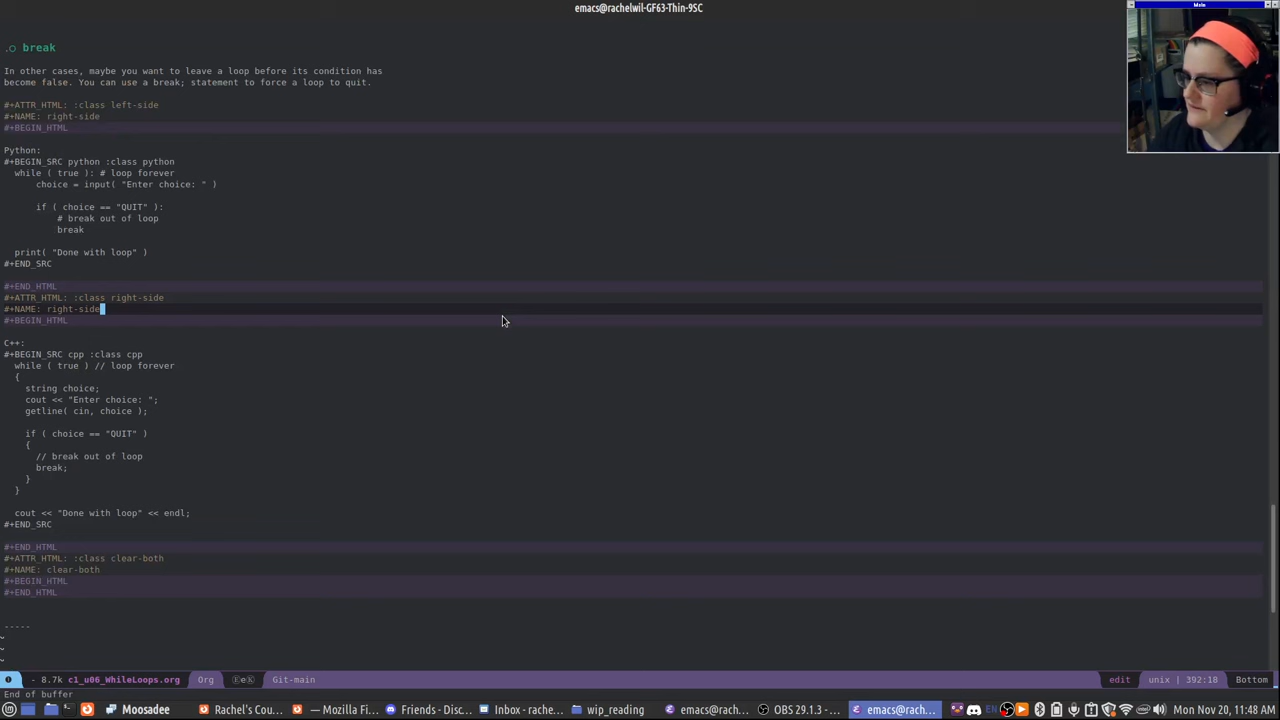 emacs@rachelwil-GF63-Thin-9SC
Main
.○ break
In other cases, maybe you want to leave a loop before its condition has
become false. You can use a break; statement to force a loop to quit.
#+ATTR_HTML: :class left-side
#+NAME: right-side
#+BEGIN_HTML
Python:
#+BEGIN_SRC python :class python
while ( true ): # loop forever
choice = input( "Enter choice: " )
if ( choice == "QUIT" ):
# break out of loop
break
print( "Done with loop" )
#+END_SRC
#+END_HTML
#+ATTR_HTML: :class right-side
#+NAME: right-side
#+BEGIN_HTML
C++:
#+BEGIN_SRC cpp :class cpp
while ( true ) // loop forever
{
string choice;
cout << "Enter choice: ";
getline( cin, choice );
if ( choice == "QUIT" )
{
// break out of loop
break;
}
}
cout << "Done with loop" << endl;
#+END_SRC
#+END_HTML
#+ATTR_HTML: :class clear-both
#+NAME: clear-both
#+BEGIN_HTML
#+END_HTML
-----
~
~
~
- 8.7k c1_u06_WhileLoops.org Org Git-main edit unix | 392:18 Bottom
End of buffer
Moosadee Rachel's Cou... — Mozilla Fi... Friends - Disc... Inbox - rache... wip_reading emacs@rach... OBS 29.1.3 - ... emacs@rach... EN Mon Nov 20, 11:48 AM